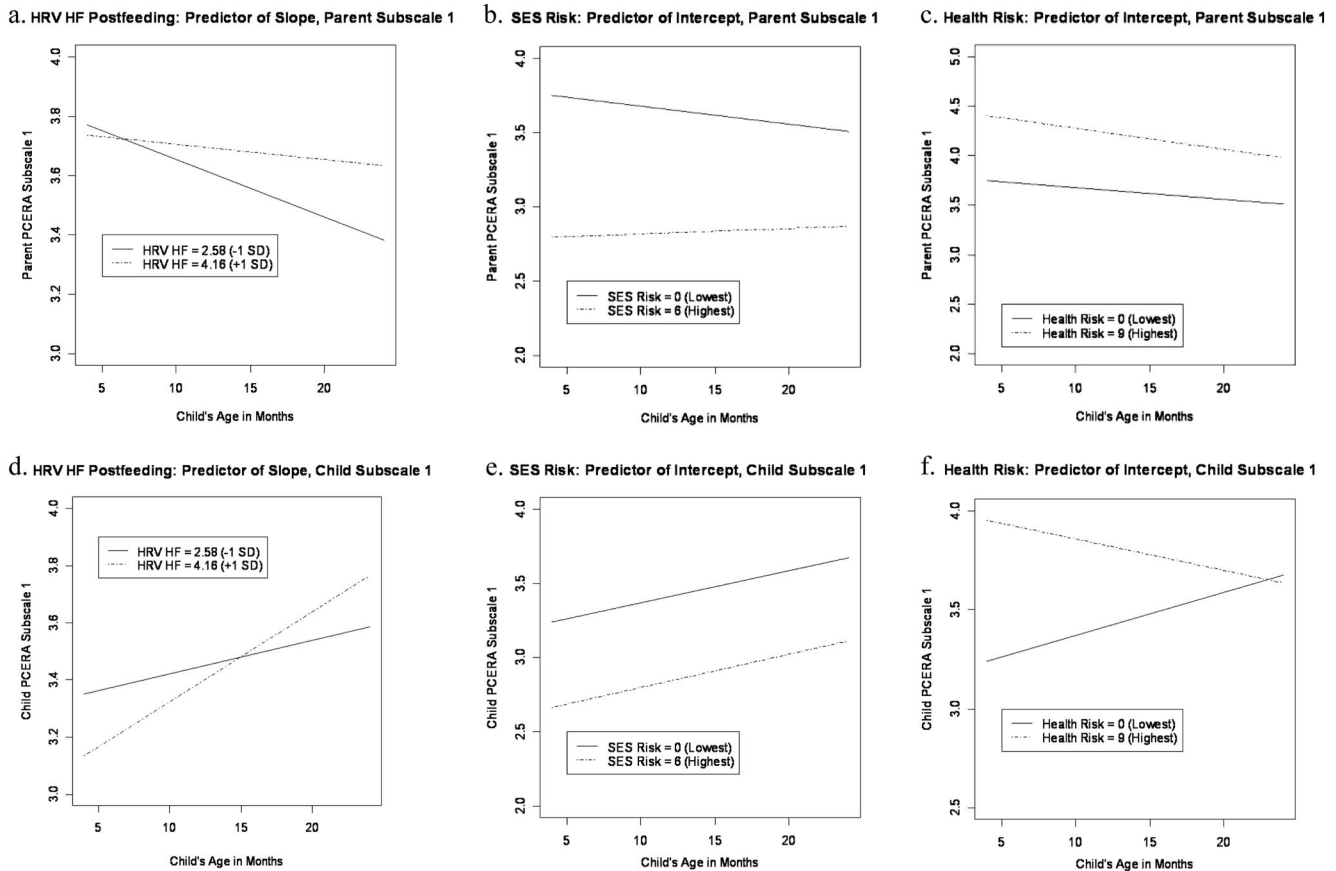 a. HRV HF Postfeeding: Predictor of Slope, Parent Subscale 1
4.0
3.8
3.6
3.4
3.2
3.0
Parent PCERA Subscale 1
HRV HF = 2.58 (-1 SD)
HRV HF = 4.16 (+1 SD)
5 10 15 20
Child's Age in Months
b. SES Risk: Predictor of Intercept, Parent Subscale 1
4.0
3.5
3.0
2.5
2.0
Parent PCERA Subscale 1
SES Risk = 0 (Lowest)
SES Risk = 6 (Highest)
5 10 15 20
Child's Age in Months
c. Health Risk: Predictor of Intercept, Parent Subscale 1
5.0
4.5
4.0
3.5
3.0
2.5
2.0
Parent PCERA Subscale 1
Health Risk = 0 (Lowest)
Health Risk = 9 (Highest)
5 10 15 20
Child's Age in Months
d. HRV HF Postfeeding: Predictor of Slope, Child Subscale 1
4.0
3.8
3.6
3.4
3.2
3.0
Child PCERA Subscale 1
HRV HF = 2.58 (-1 SD)
HRV HF = 4.16 (+1 SD)
5 10 15 20
Child's Age in Months
e. SES Risk: Predictor of Intercept, Child Subscale 1
4.0
3.5
3.0
2.5
2.0
Child PCERA Subscale 1
SES Risk = 0 (Lowest)
SES Risk = 6 (Highest)
5 10 15 20
Child's Age in Months
f. Health Risk: Predictor of Intercept, Child Subscale 1
4.0
3.5
3.0
2.5
Child PCERA Subscale 1
Health Risk = 0 (Lowest)
Health Risk = 9 (Highest)
5 10 15 20
Child's Age in Months